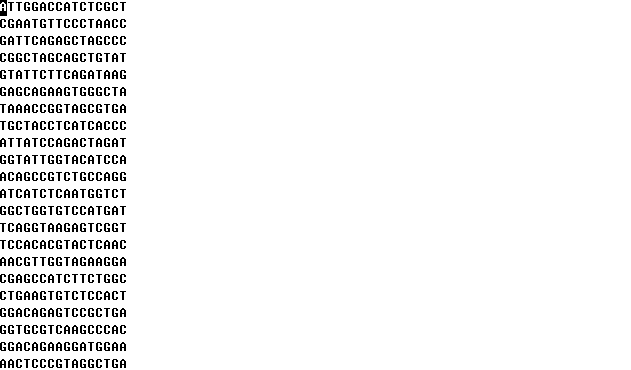 ATTGGACCATCTCGCT
CGAATGTTCCCTAACC
GATTCAGAGCTAGCCC
CGGCTAGCAGCTGTAT
GTATTCTTCAGATAAG
GAGCAGAAGTGGGCTA
TAAACCGGTAGCGTGA
TGCTACCTCATCACCC
ATTATCCAGACTAGAT
GGTATTGGTACATCCA
ACAGCCGTCTGCCAGG
ATCATCTCAATGGTCT
GGCTGGTGTCCATGAT
TCAGGTAAGAGTCGGT
TCCACACGTACTCAAC
AACGTTGGTAGAAGGA
CGAGCCATCTTCTGGC
CTGAAGTGTCTCCACT
GGACAGAGTCCGCTGA
GGTGCGTCAAGCCCAC
GGACAGAAGGATGGAA
AACTCCCGTAGGCTGA